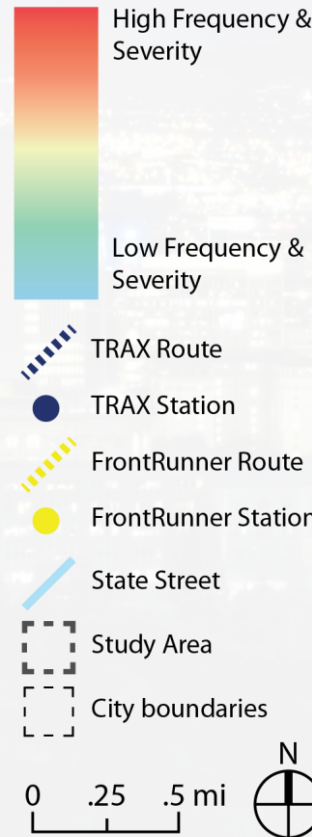 High Frequency &
Severity
Low Frequency &
Severity
TRAX Route
TRAX Station
FrontRunner Route
FrontRunner Station
State Street
Study Area
City boundaries
N
0 .25 .5 mi